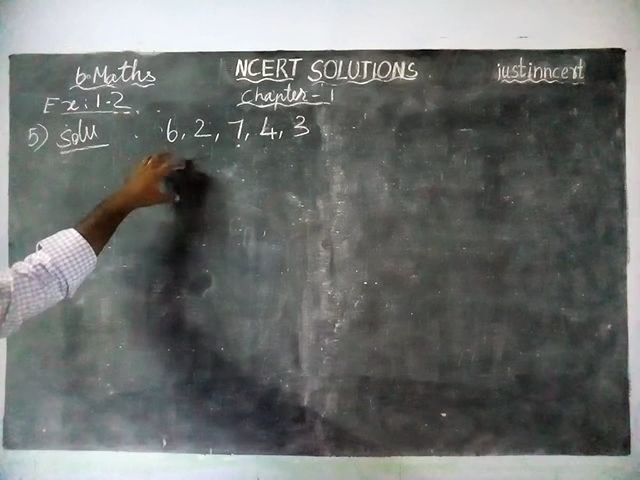 6. Maths NCERT SOLUTIONS justinncert
Ex: 1.2 Chapter - 1
5) Solu 6, 2, 7, 4, 3